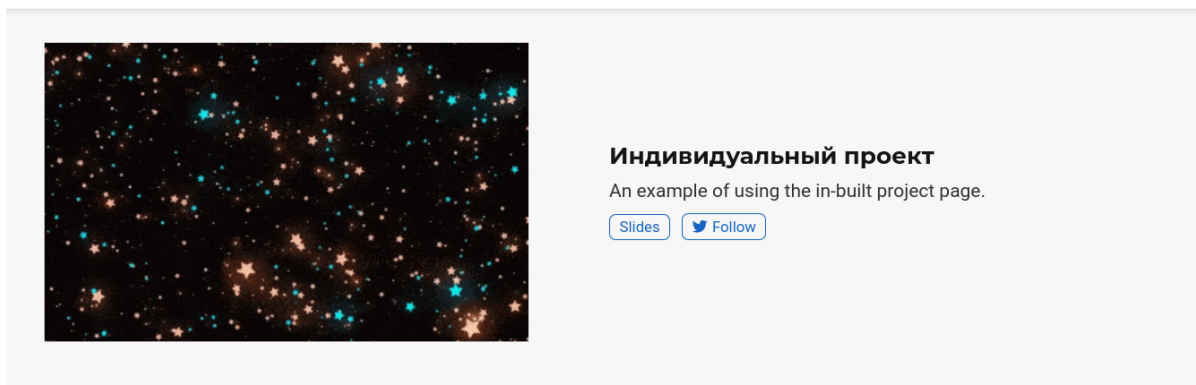 Индивидуальный проект
An example of using the in-built project page.
Slides Follow